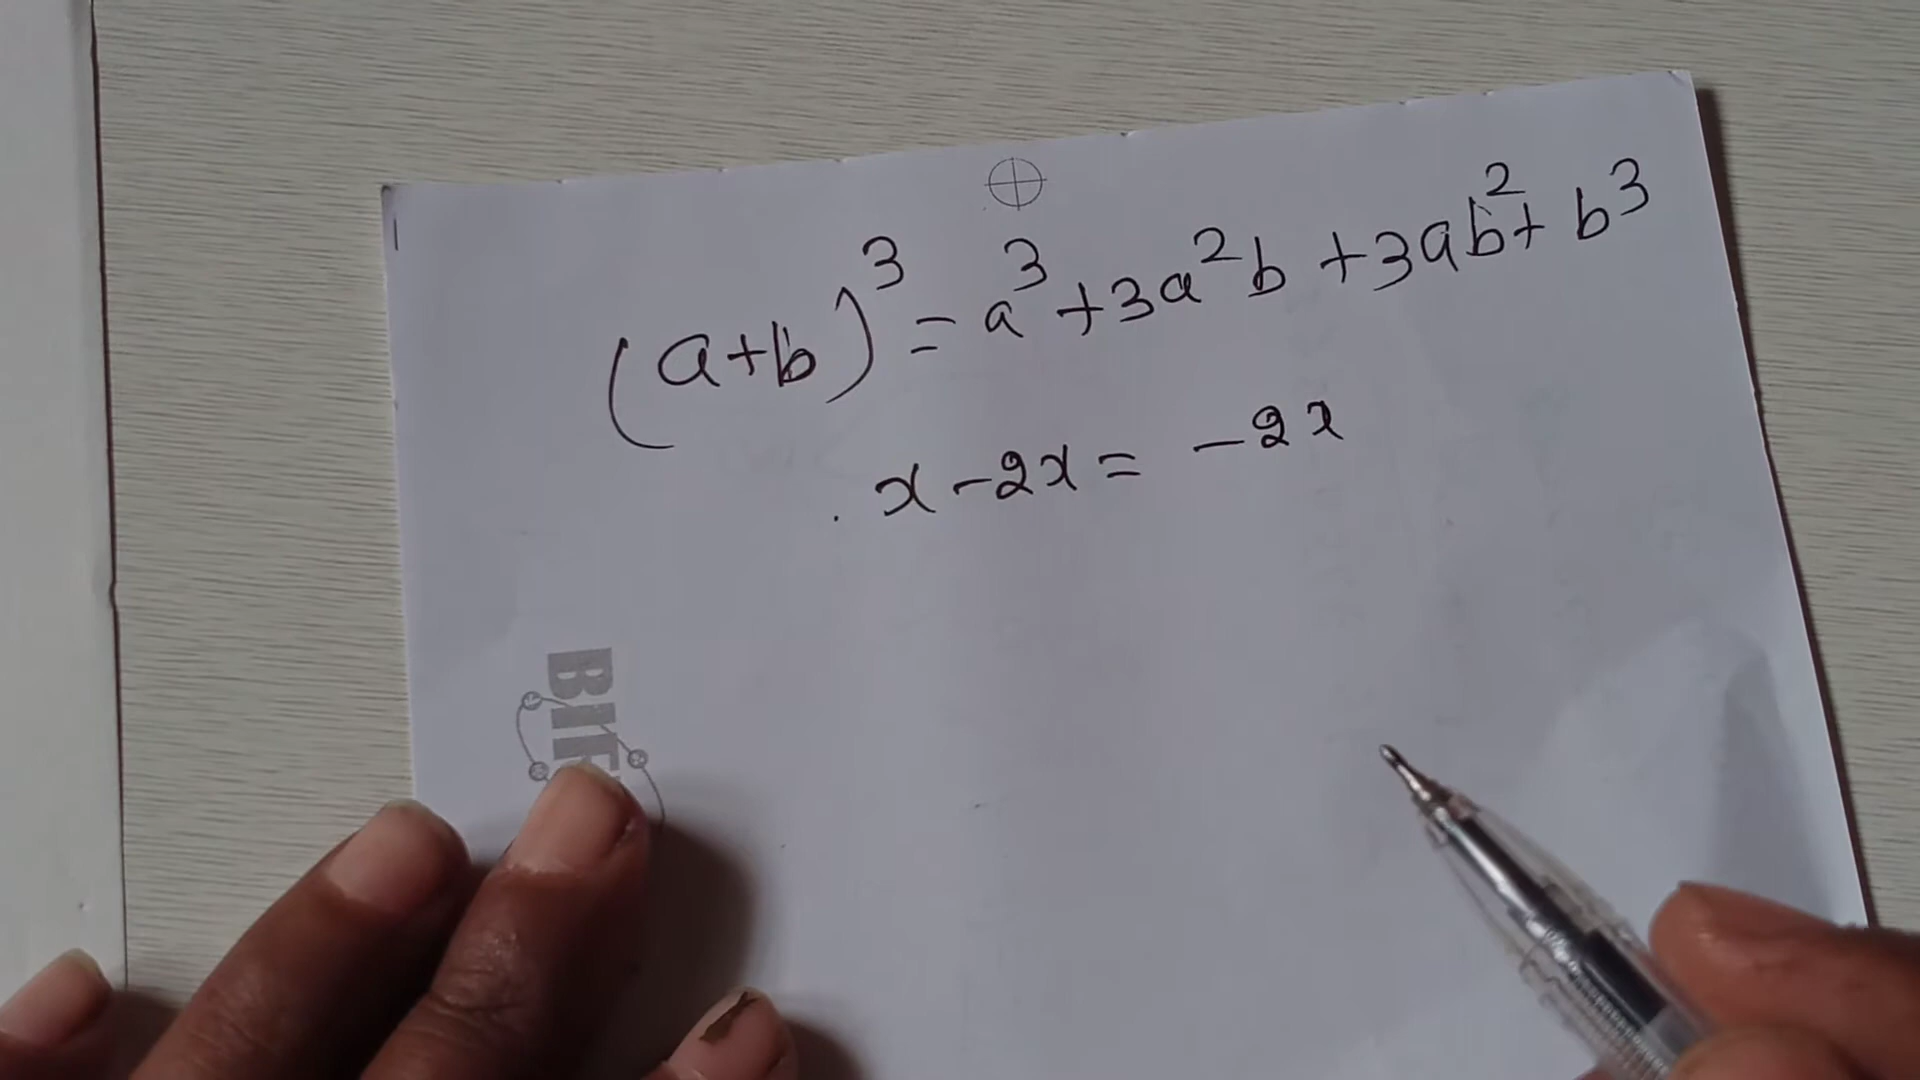 (a+b)³ = a³ + 3a²b + 3ab² + b³
x - 2x = -2x